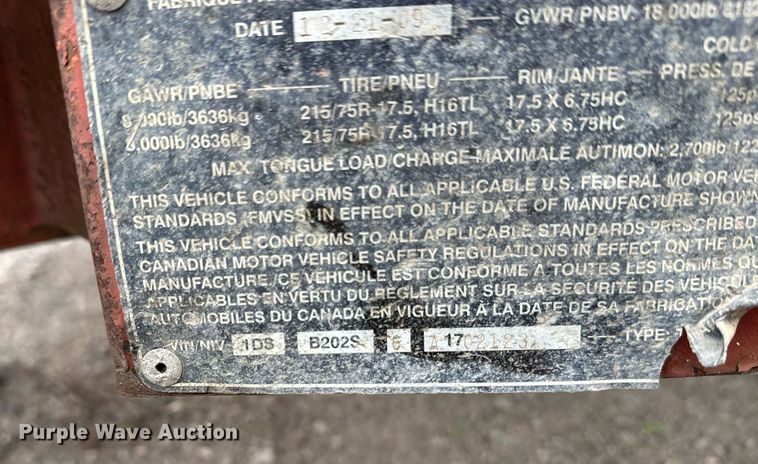 DATE 12-21-09 GVWR/PNBV: 18,000lb
COLD
GAWR/PNBE TIRE/PNEU RIM/JANTE PRESS. DE
8,000lb/3636kg 215/75R-17.5, H16TL 17.5 X 6.75HC 125p
8,000lb/3636kg 215/75R-17.5, H16TL 17.5 X 6.75HC 125ps
MAX. TONGUE LOAD/CHARGE MAXIMALE AUTIMON: 2,700lb/122
THIS VEHICLE CONFORMS TO ALL APPLICABLE U.S. FEDERAL MOTOR VEH
STANDARDS (FMVSS) IN EFFECT ON THE DATE OF MANUFACTURE SHOWN
THIS VEHICLE CONFORMS TO ALL APPLICABLE STANDARDS PRESCRIBED
CANADIAN MOTOR VEHICLE SAFETY REGULATIONS IN EFFECT ON THE DA
MANUFACTURE /CE VEHICULE EST CONFORME A TOUTES LES NORMES QU
APPLICABLES EN VERTU DU REGLEMENT SUR LA SECURITE DES VEHICULE
AUTOMOBILES DU CANADA EN VIGUEUR A LA DATE DE SA FABRICATION
VIN/NIV 1DS B202S 6 17 TYPE
Purple Wave Auction